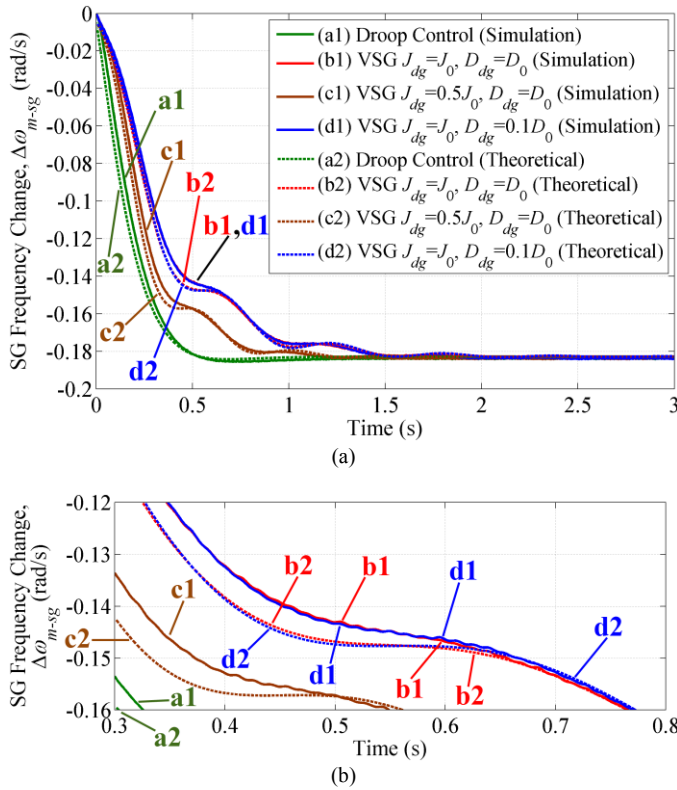 SG Frequency Change, Δω_m-sg (rad/s)
0
-0.02
-0.04
-0.06
-0.08
-0.1
-0.12
-0.14
-0.16
-0.18
-0.2
(a1) Droop Control (Simulation)
(b1) VSG J_dg=J_0, D_dg=D_0 (Simulation)
(c1) VSG J_dg=0.5J_0, D_dg=D_0 (Simulation)
(d1) VSG J_dg=J_0, D_dg=0.1D_0 (Simulation)
(a2) Droop Control (Theoretical)
(b2) VSG J_dg=J_0, D_dg=D_0 (Theoretical)
(c2) VSG J_dg=0.5J_0, D_dg=D_0 (Theoretical)
(d2) VSG J_dg=J_0, D_dg=0.1D_0 (Theoretical)
a1
c1
b2
b1,d1
a2
c2
d2
0 0.5 1 1.5 2 2.5 3
Time (s)
(a)
SG Frequency Change,
Δω_m-sg (rad/s)
-0.12
-0.13
-0.14
-0.15
-0.16
b2 b1
c1
d1
d2
c2
d2
d1
b1 b2
a1
a2
0.3 0.4 0.5 0.6 0.7 0.8
Time (s)
(b)